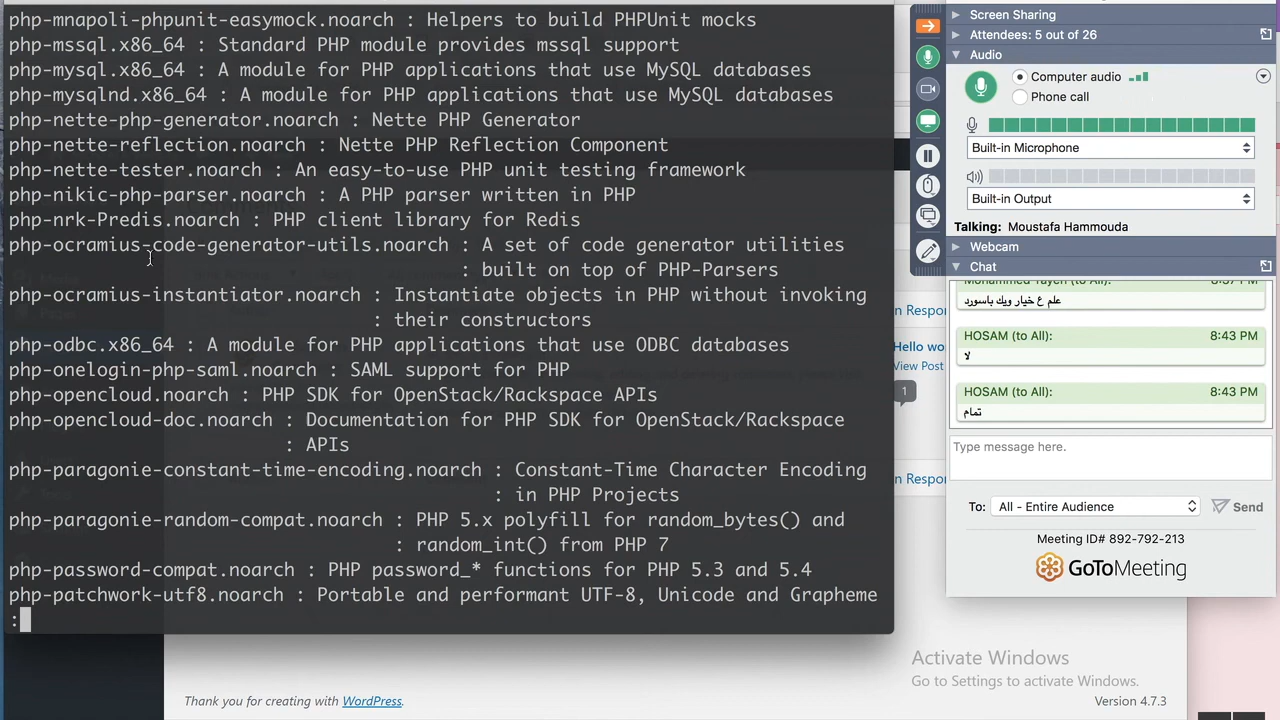 php-mnapoli-phpunit-easymock.noarch : Helpers to build PHPUnit mocks
php-mssql.x86_64 : Standard PHP module provides mssql support
php-mysql.x86_64 : A module for PHP applications that use MySQL databases
php-mysqlnd.x86_64 : A module for PHP applications that use MySQL databases
php-nette-php-generator.noarch : Nette PHP Generator
php-nette-reflection.noarch : Nette PHP Reflection Component
php-nette-tester.noarch : An easy-to-use PHP unit testing framework
php-nikic-php-parser.noarch : A PHP parser written in PHP
php-nrk-Predis.noarch : PHP client library for Redis
php-ocramius-code-generator-utils.noarch : A set of code generator utilities
: built on top of PHP-Parsers
php-ocramius-instantiator.noarch : Instantiate objects in PHP without invoking
: their constructors
php-odbc.x86_64 : A module for PHP applications that use ODBC databases
php-onelogin-php-saml.noarch : SAML support for PHP
php-opencloud.noarch : PHP SDK for OpenStack/Rackspace APIs
php-opencloud-doc.noarch : Documentation for PHP SDK for OpenStack/Rackspace
: APIs
php-paragonie-constant-time-encoding.noarch : Constant-Time Character Encoding
: in PHP Projects
php-paragonie-random-compat.noarch : PHP 5.x polyfill for random_bytes() and
: random_int() from PHP 7
php-password-compat.noarch : PHP password_* functions for PHP 5.3 and 5.4
php-patchwork-utf8.noarch : Portable and performant UTF-8, Unicode and Grapheme
:
n Respon
Hello wo
View Post
1
n Respon
Screen Sharing
Attendees: 5 out of 26
Audio
Computer audio
Phone call
Built-in Microphone
Built-in Output
Talking: Moustafa Hammouda
Webcam
Chat
Mohammed Tayeh (to All): 8:37 PM
علم ع خيار ويك باسورد
HOSAM (to All): 8:43 PM
لا
HOSAM (to All): 8:43 PM
تمام
Type message here.
To: All - Entire Audience Send
Meeting ID# 892-792-213
GoToMeeting
Activate Windows
Go to Settings to activate Windows.
Thank you for creating with WordPress.
Version 4.7.3